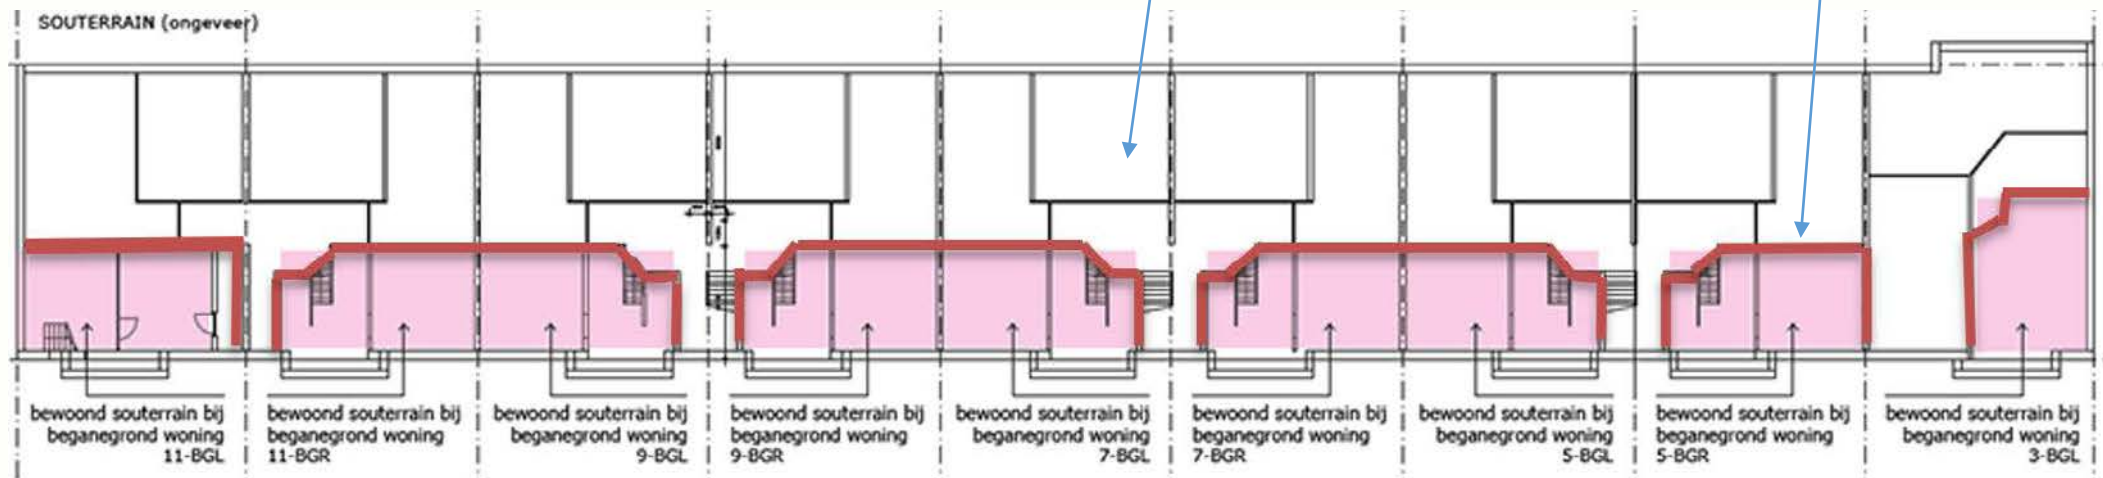 SOUTERRAIN (ongeveer)
bewoond souterrain bij
beganegrond woning
11-BGL
bewoond souterrain bij
beganegrond woning
11-BGR
bewoond souterrain bij
beganegrond woning
9-BGL
bewoond souterrain bij
beganegrond woning
9-BGR
bewoond souterrain bij
beganegrond woning
7-BGL
bewoond souterrain bij
beganegrond woning
7-BGR
bewoond souterrain bij
beganegrond woning
5-BGL
bewoond souterrain bij
beganegrond woning
5-BGR
bewoond souterrain bij
beganegrond woning
3-BGL